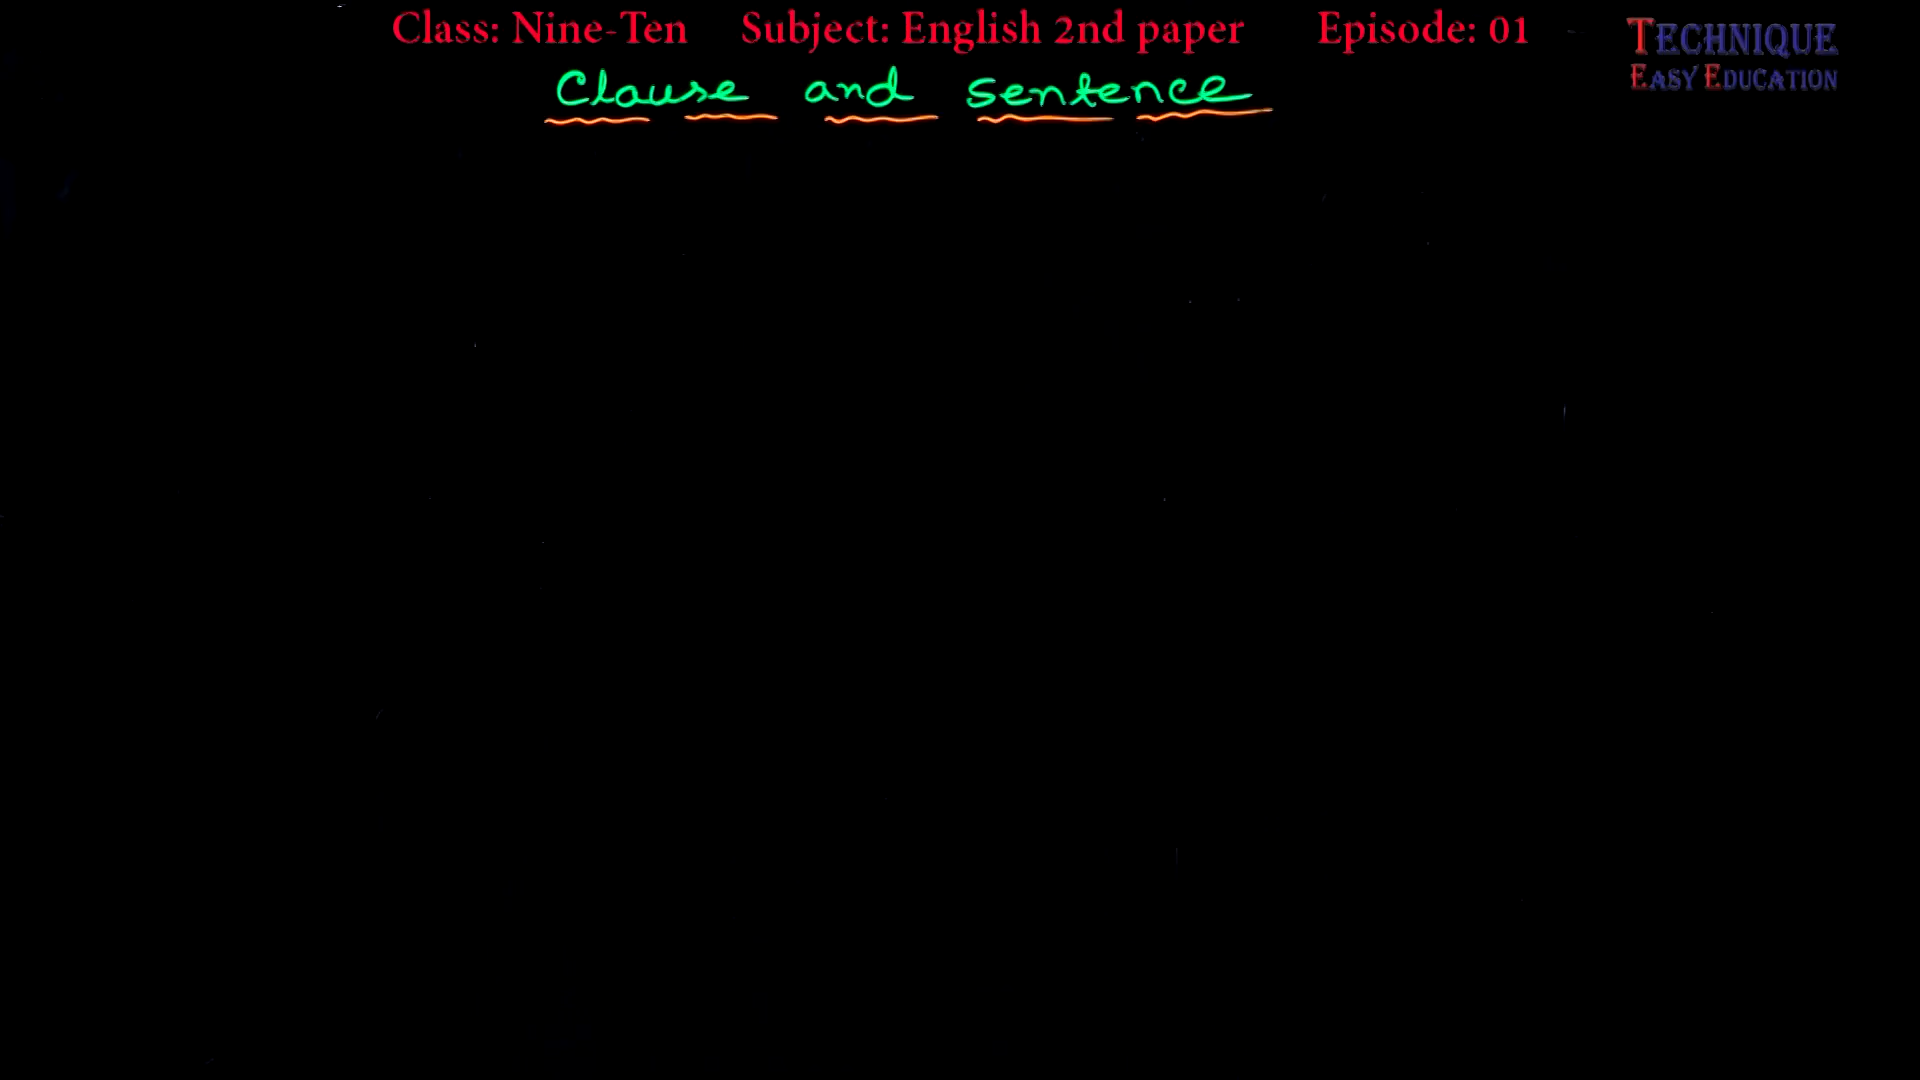 Class: Nine-Ten Subject: English 2nd paper Episode: 01
TECHNIQUE
EASY EDUCATION
Clause and sentence